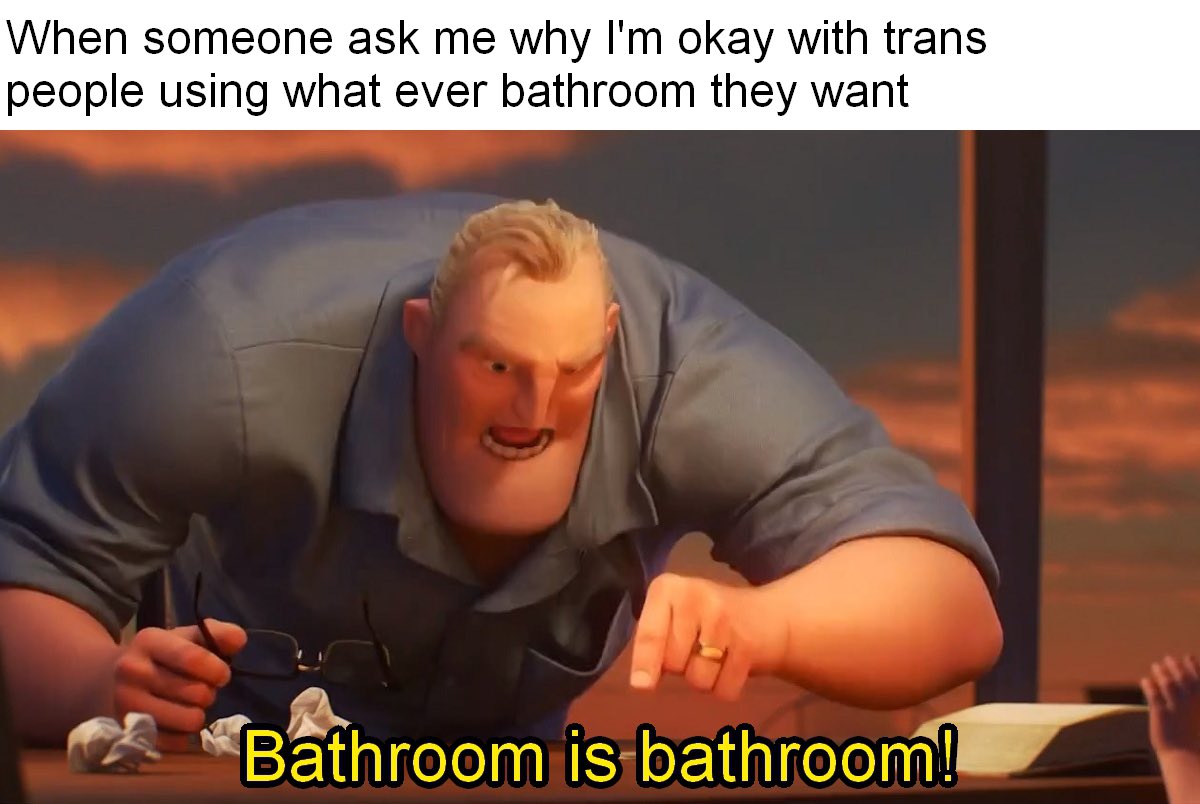 When someone ask me why I'm okay with trans
people using what ever bathroom they want
Bathroom is bathroom!